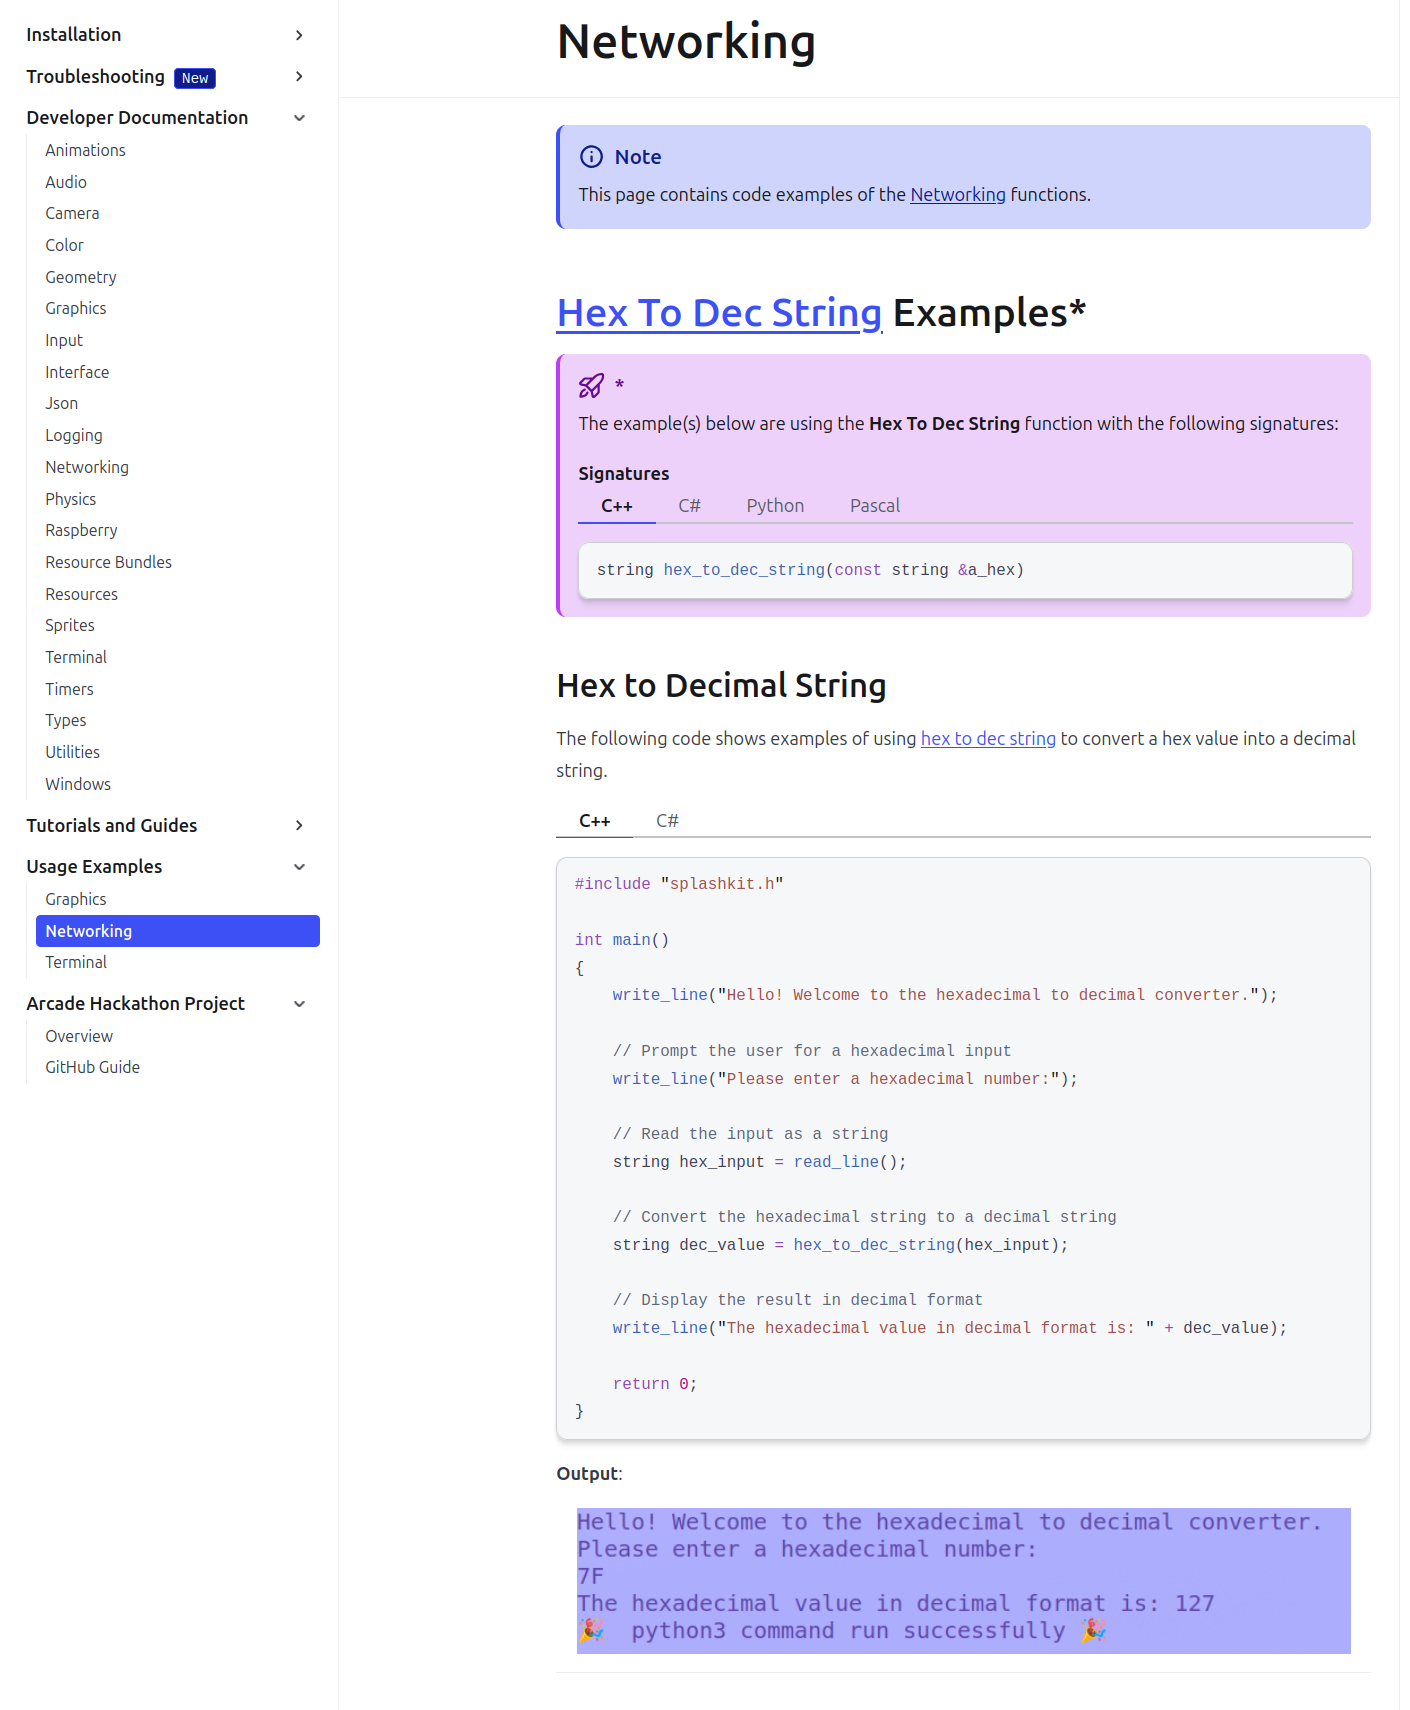 Installation
Troubleshooting New
Developer Documentation
Animations
Audio
Camera
Color
Geometry
Graphics
Input
Interface
Json
Logging
Networking
Physics
Raspberry
Resource Bundles
Resources
Sprites
Terminal
Timers
Types
Utilities
Windows
Tutorials and Guides
Usage Examples
Graphics
Networking
Terminal
Arcade Hackathon Project
Overview
GitHub Guide
Networking
Note
This page contains code examples of the Networking functions.
Hex To Dec String Examples*
*
The example(s) below are using the Hex To Dec String function with the following signatures:
Signatures
C++ C# Python Pascal
string hex_to_dec_string(const string &a_hex)
Hex to Decimal String
The following code shows examples of using hex to dec string to convert a hex value into a decimal
string.
C++ C#
#include "splashkit.h"
int main()
{
    write_line("Hello! Welcome to the hexadecimal to decimal converter.");
    // Prompt the user for a hexadecimal input
    write_line("Please enter a hexadecimal number:");
    // Read the input as a string
    string hex_input = read_line();
    // Convert the hexadecimal string to a decimal string
    string dec_value = hex_to_dec_string(hex_input);
    // Display the result in decimal format
    write_line("The hexadecimal value in decimal format is: " + dec_value);
    return 0;
}
Output:
Hello! Welcome to the hexadecimal to decimal converter.
Please enter a hexadecimal number:
7F
The hexadecimal value in decimal format is: 127
🎉 python3 command run successfully 🎉